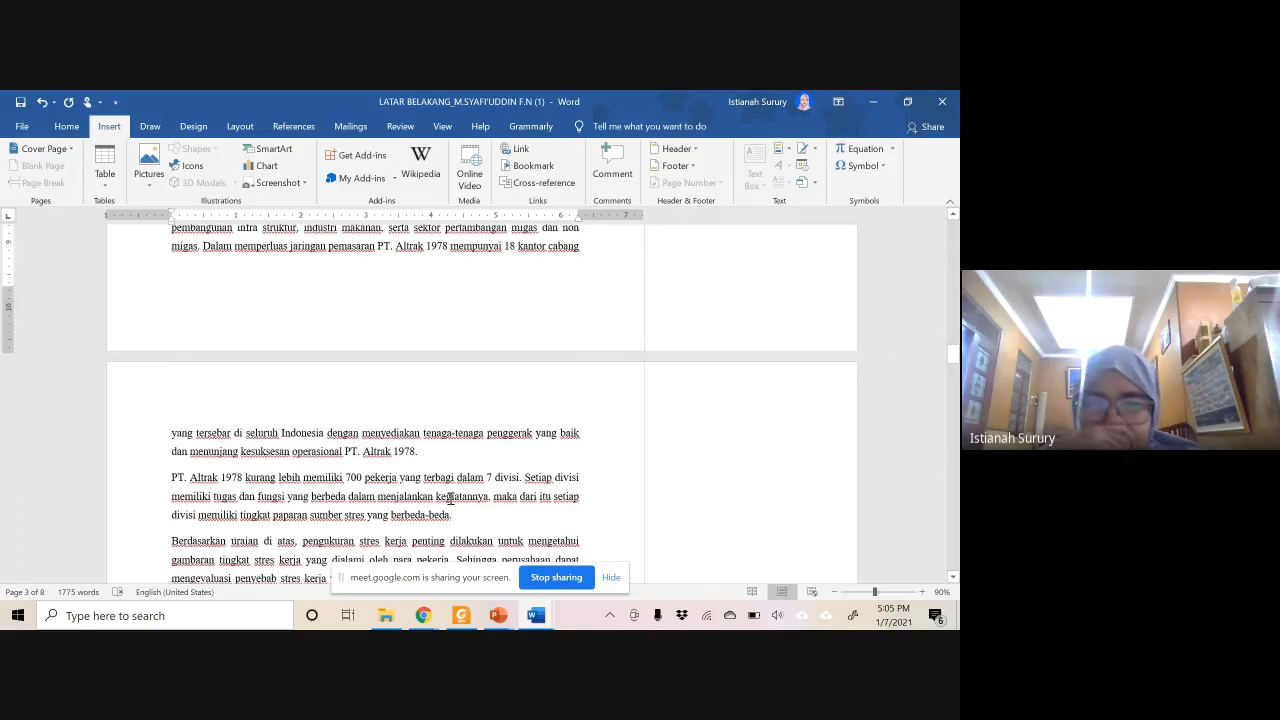 LATAR BELAKANG_M.SYAFI'UDDIN F.N (1) - Word
Istianah Surury
File Home Insert Draw Design Layout References Mailings Review View Help Grammarly Tell me what you want to do Share
Cover Page
Blank Page
Page Break
Pages
Table
Tables
Pictures
Shapes
Icons
3D Models
SmartArt
Chart
Screenshot
Illustrations
Get Add-ins
My Add-ins
Wikipedia
Add-ins
Online Video
Media
Link
Bookmark
Cross-reference
Links
Comment
Comments
Header
Footer
Page Number
Header & Footer
Text Box
Text
Equation
Symbol
Symbols
1 1 2 3 4 5 6 7
9
10
pembangunan infra struktur, industri makanan, serta sektor pertambangan migas dan non
migas. Dalam memperluas jaringan pemasaran PT. Altrak 1978 mempunyai 18 kantor cabang
yang tersebar di seluruh Indonesia dengan menyediakan tenaga-tenaga penggerak yang baik
dan menunjang kesuksesan operasional PT. Altrak 1978.
PT. Altrak 1978 kurang lebih memiliki 700 pekerja yang terbagi dalam 7 divisi. Setiap divisi
memiliki tugas dan fungsi yang berbeda dalam menjalankan kegiatannya, maka dari itu setiap
divisi memiliki tingkat paparan sumber stres yang berbeda-beda.
Berdasarkan uraian di atas, pengukuran stres kerja penting dilakukan untuk mengetahui
gambaran tingkat stres kerja yang dialami oleh para pekerja. Sehingga perusahaan dapat
mengevaluasi penyebab stres kerja
meet.google.com is sharing your screen. Stop sharing Hide
Page 3 of 8 1775 words English (United States) 90%
Type here to search
5:05 PM
1/7/2021
6
Istianah Surury